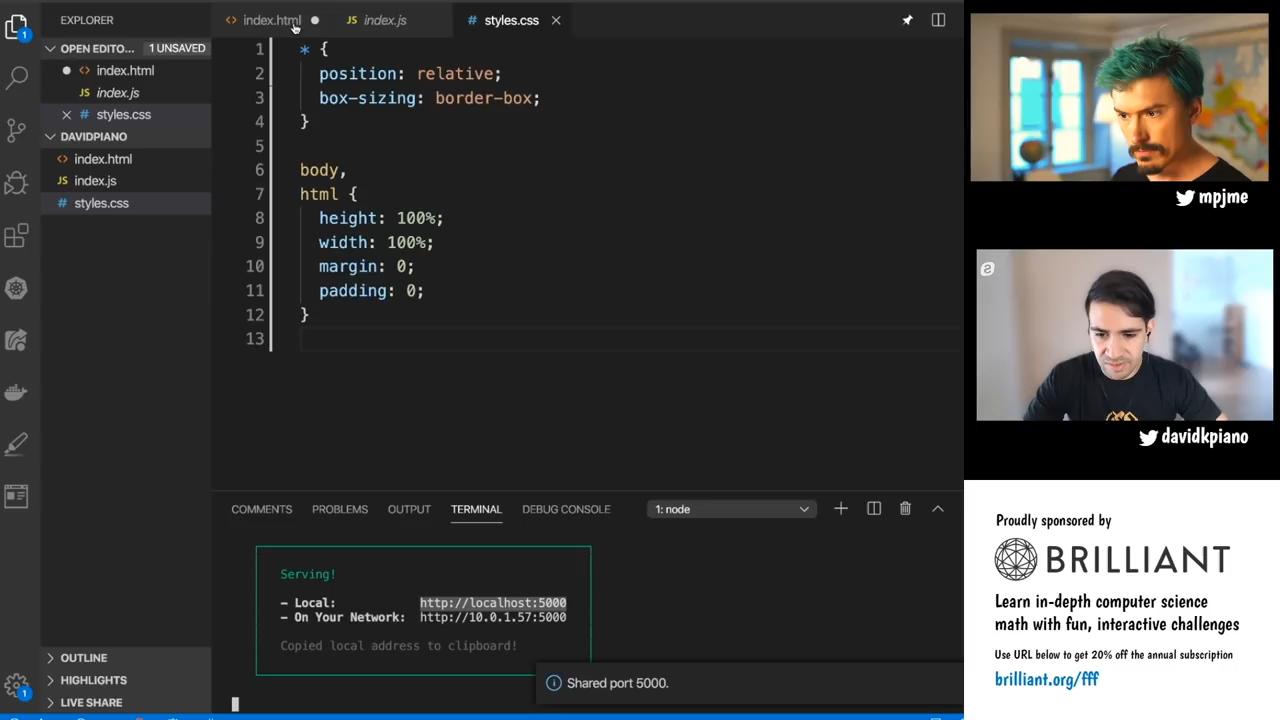 EXPLORER
index.html
JS index.js
# styles.css
OPEN EDITO... 1 UNSAVED
index.html
JS index.js
# styles.css
DAVIDPIANO
index.html
JS index.js
# styles.css
1 * {
2 position: relative;
3 box-sizing: border-box;
4 }
5
6 body,
7 html {
8 height: 100%;
9 width: 100%;
10 margin: 0;
11 padding: 0;
12 }
13
COMMENTS PROBLEMS OUTPUT TERMINAL DEBUG CONSOLE 1: node
Serving!
- Local: http://localhost:5000
- On Your Network: http://10.0.1.57:5000
Copied local address to clipboard!
Shared port 5000.
OUTLINE
HIGHLIGHTS
LIVE SHARE
1
1
mpjme
davidkpiano
Proudly sponsored by
BRILLIANT
Learn in-depth computer science
math with fun, interactive challenges
Use URL below to get 20% off the annual subscription
brilliant.org/fff